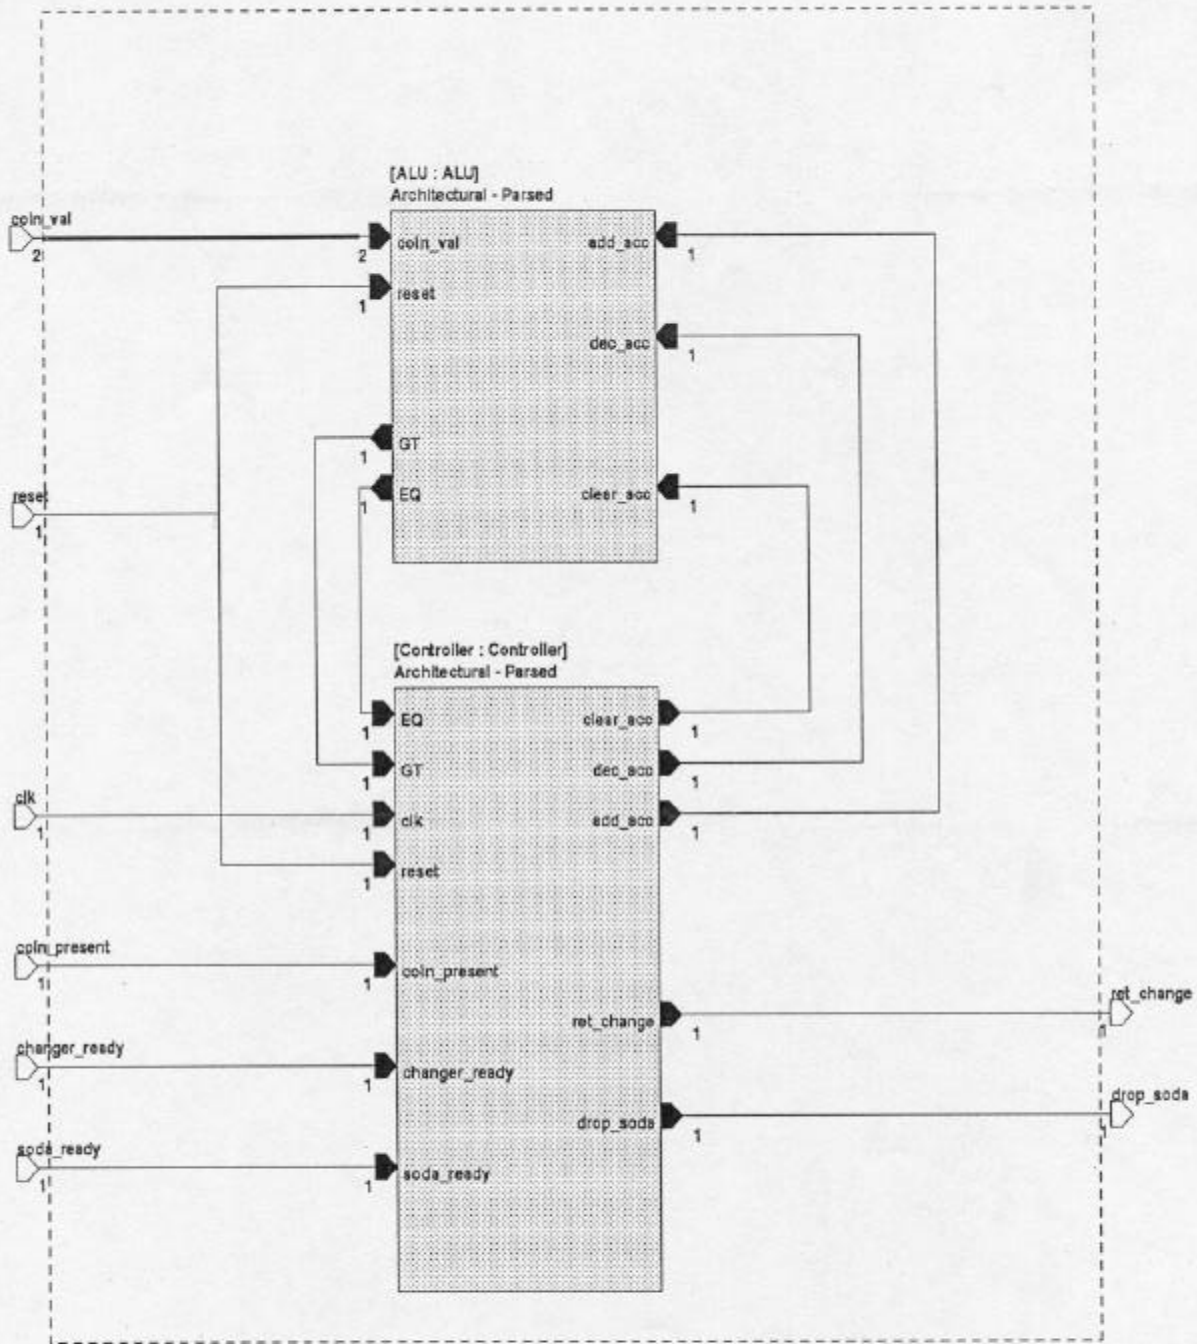 [ALU : ALU]
Architectural - Parsed
coin_val
2
2
coin_val
add_acc
1
1
reset
dec_acc
1
1
GT
reset
1
1
EQ
clear_acc
1
[Controller : Controller]
Architectural - Parsed
1
EQ
clear_acc
1
1
GT
dec_acc
1
clk
1
1
clk
add_acc
1
1
reset
coin_present
1
1
coin_present
ret_change
1
1
ret_change
changer_ready
1
1
changer_ready
drop_soda
1
1
drop_soda
soda_ready
1
1
soda_ready